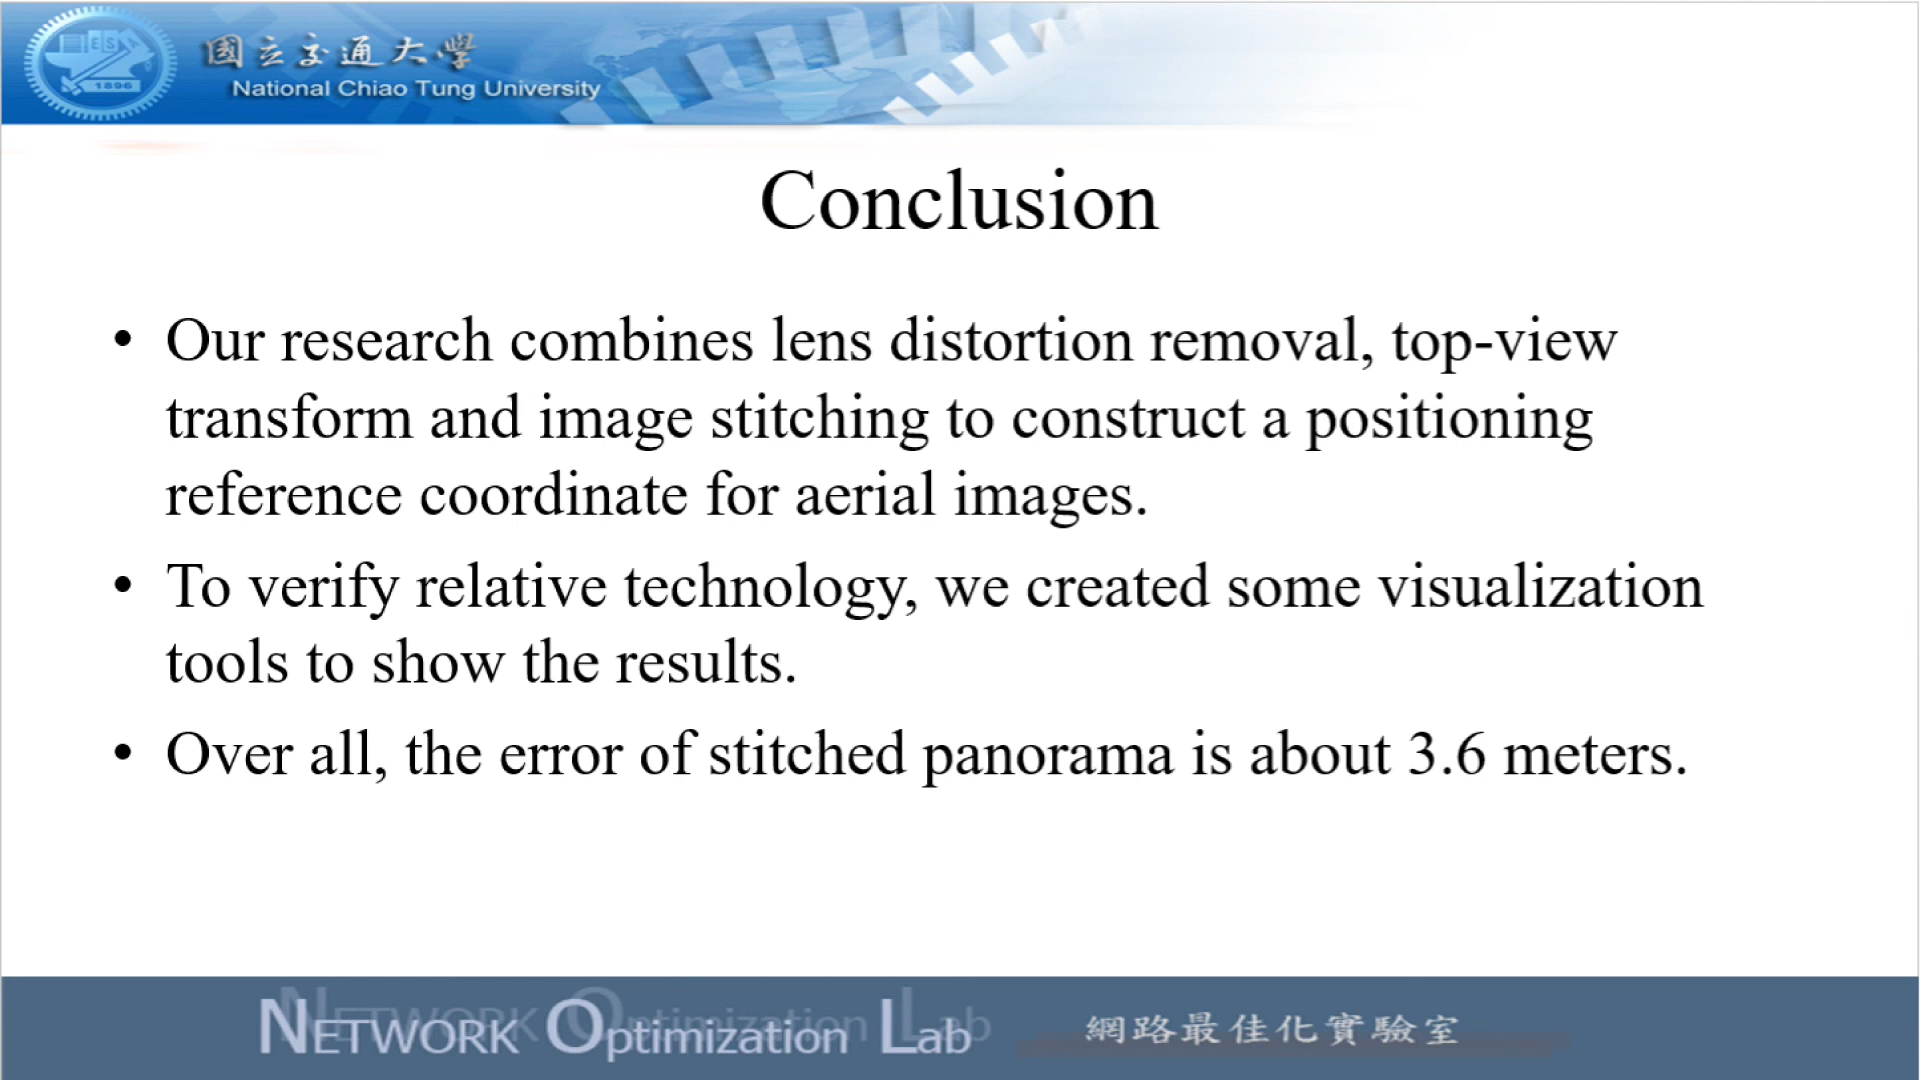 國立交通大學
National Chiao Tung University
1896
Conclusion
• Our research combines lens distortion removal, top-view
transform and image stitching to construct a positioning
reference coordinate for aerial images.
• To verify relative technology, we created some visualization
tools to show the results.
• Over all, the error of stitched panorama is about 3.6 meters.
NETWORK Optimization Lab
網路最佳化實驗室